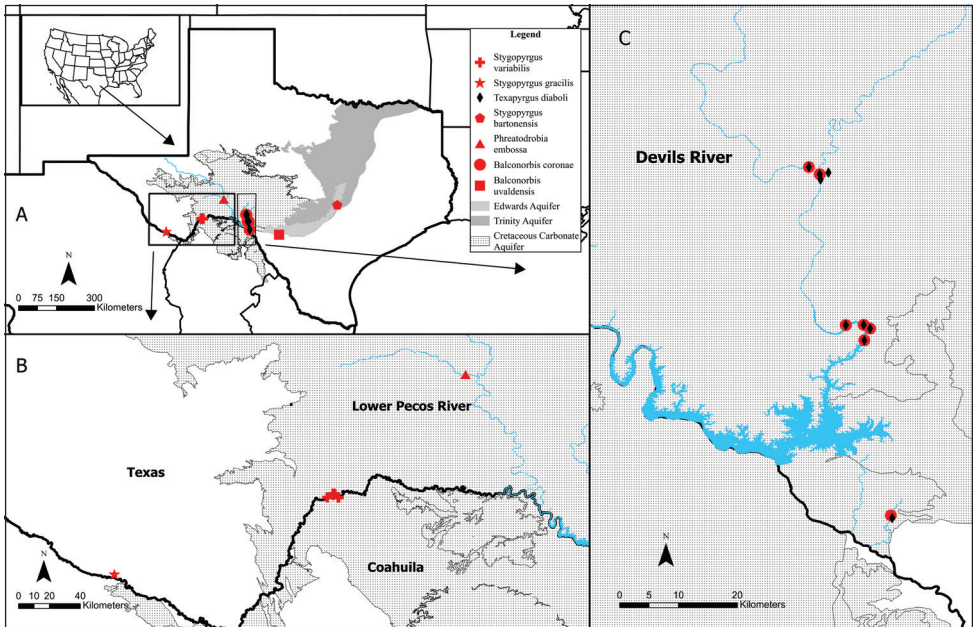 Legend
Stygopyrgus
variabilis
Stygopyrgus gracilis
Texapyrgus diaboli
Stygopyrgus
bartonensis
Phreatodrobia
embossa
Balconorbis coronae
Balconorbis
uvaldensis
Edwards Aquifer
Trinity Aquifer
Cretaceous Carbonate
Aquifer
A
N
0 75 150 300
Kilometers
B
Lower Pecos River
Texas
Coahuila
N
0 10 20 40
Kilometers
C
Devils River
N
0 5 10 20
Kilometers